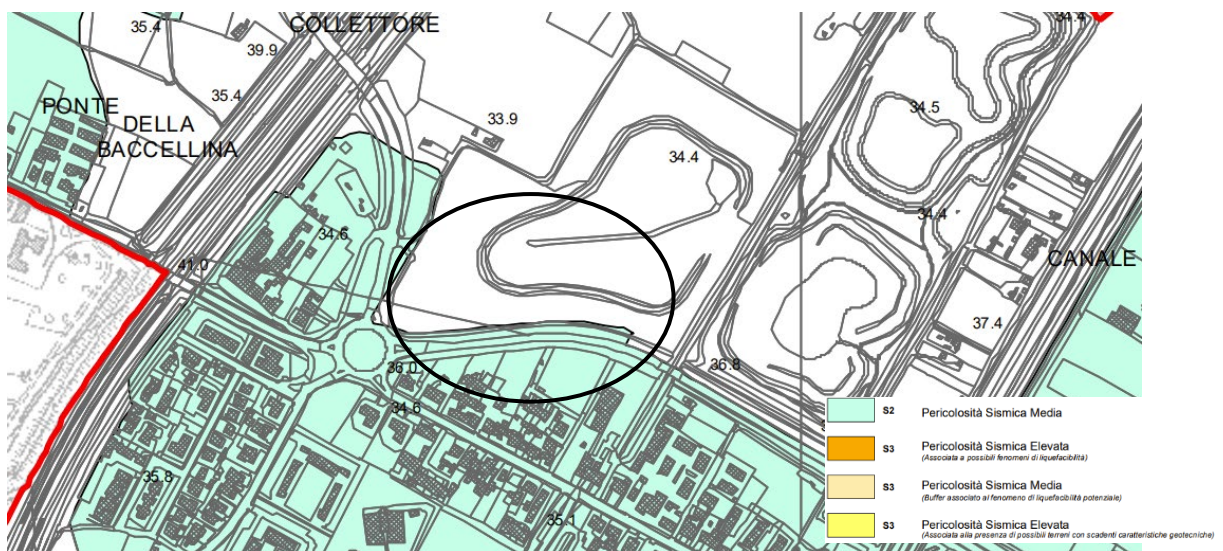 COLLETTORE
35.4
34.4
39.9
35.4
34.5
PONTE
DELLA
BACCELLINA
33.9
34.4
34.4
34.6
CANALE
41.0
37.4
36.0
36.8
34.6
35.8
35.1
S2 Pericolosità Sismica Media
S3 Pericolosità Sismica Elevata
(Associata a possibili fenomeni di liquefacibilità)
S3 Pericolosità Sismica Media
(Buffer associato al fenomeno di liquefacibilità potenziale)
S3 Pericolosità Sismica Elevata
(Associata alla presenza di possibili terreni con scadenti caratteristiche geotecniche)